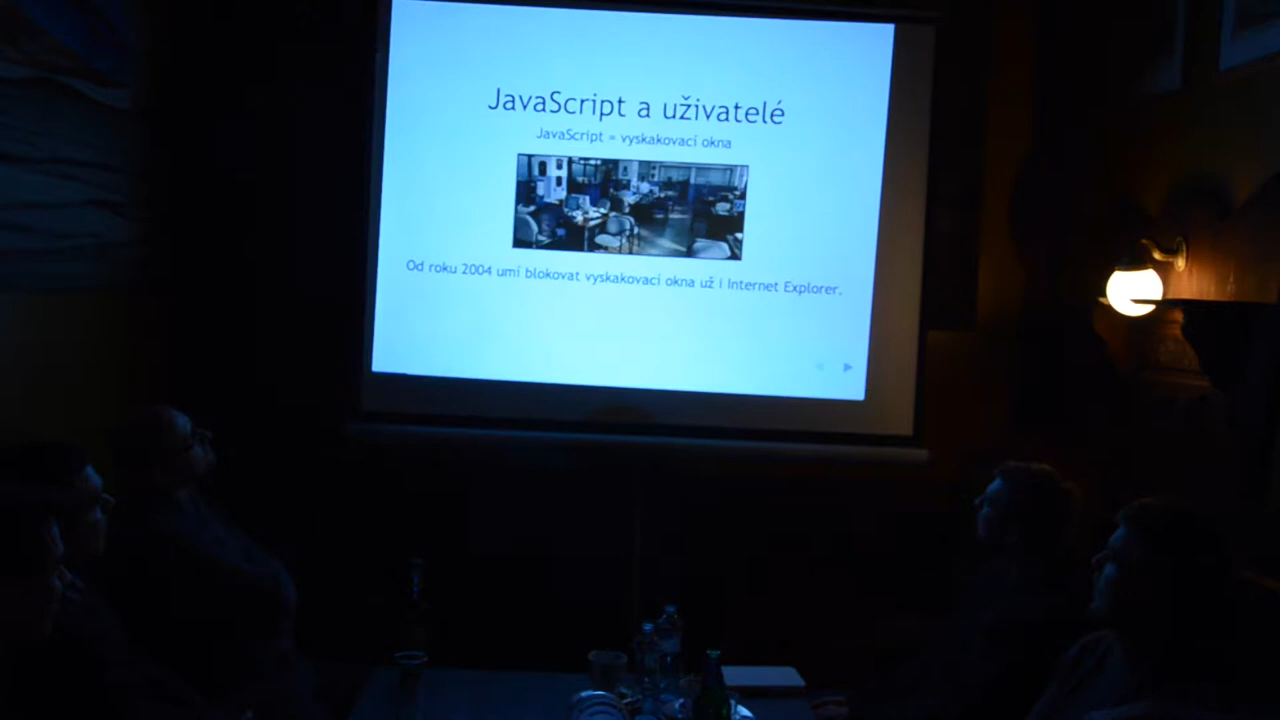 JavaScript a uživatelé
JavaScript = vyskakovací okna
Od roku 2004 umí blokovat vyskakovací okna už i Internet Explorer.